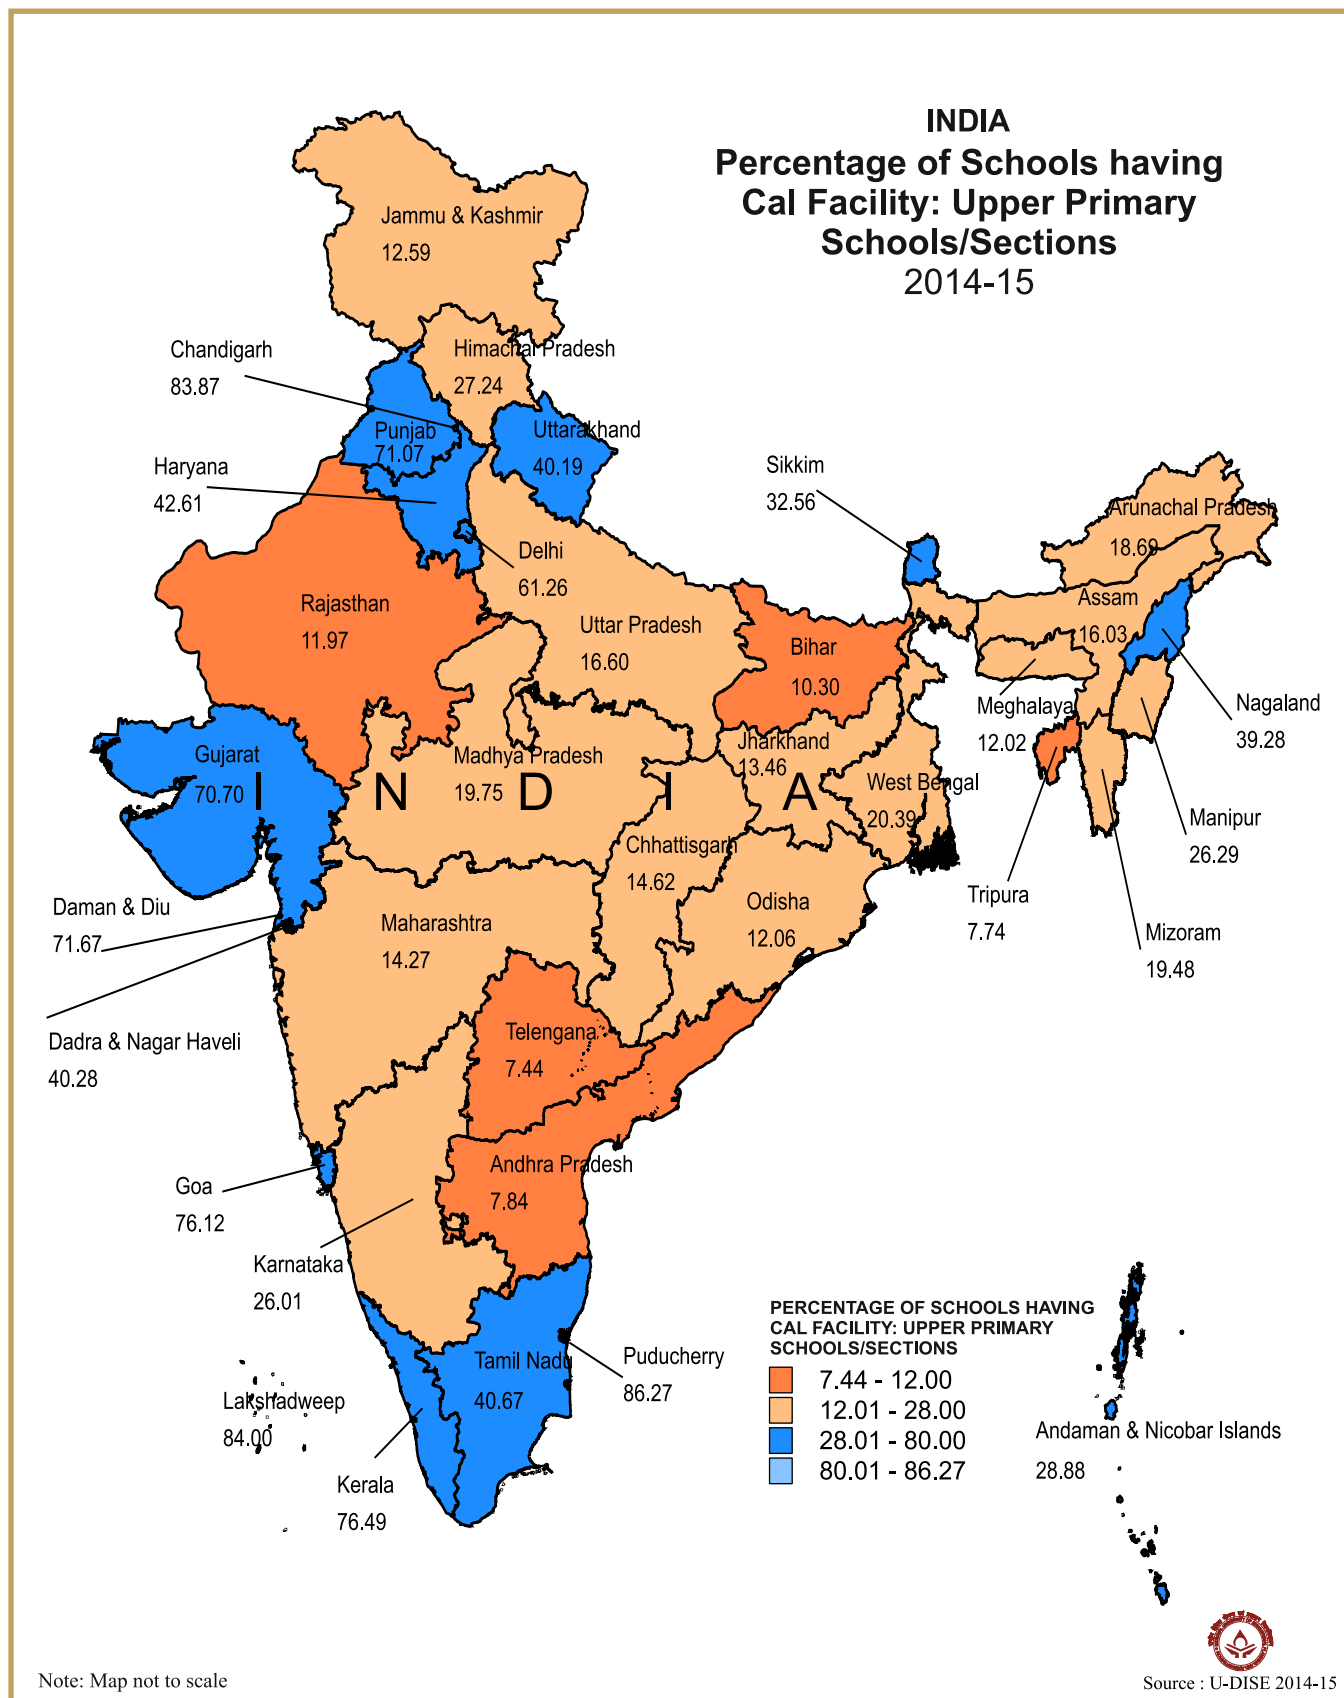 INDIA
Percentage of Schools having
Cal Facility: Upper Primary
Schools/Sections
2014-15
Jammu & Kashmir
12.59
Chandigarh
83.87
Himachal Pradesh
27.24
Punjab
71.07
Uttarakhand
40.19
Haryana
42.61
Sikkim
32.56
Arunachal Pradesh
18.69
Delhi
61.26
Rajasthan
11.97
Uttar Pradesh
16.60
Bihar
10.30
Assam
16.03
Meghalaya
12.02
Nagaland
39.28
Gujarat
70.70
Madhya Pradesh
19.75
Jharkhand
13.46
West Bengal
20.39
I N D I A
Manipur
26.29
Chhattisgarh
14.62
Tripura
7.74
Mizoram
19.48
Daman & Diu
71.67
Maharashtra
14.27
Odisha
12.06
Dadra & Nagar Haveli
40.28
Telengana
7.44
Goa
76.12
Andhra Pradesh
7.84
Karnataka
26.01
Tamil Nadu
40.67
Puducherry
86.27
Lakshadweep
84.00
Kerala
76.49
Andaman & Nicobar Islands
28.88
PERCENTAGE OF SCHOOLS HAVING
CAL FACILITY: UPPER PRIMARY
SCHOOLS/SECTIONS
7.44 - 12.00
12.01 - 28.00
28.01 - 80.00
80.01 - 86.27
Note: Map not to scale
Source : U-DISE 2014-15